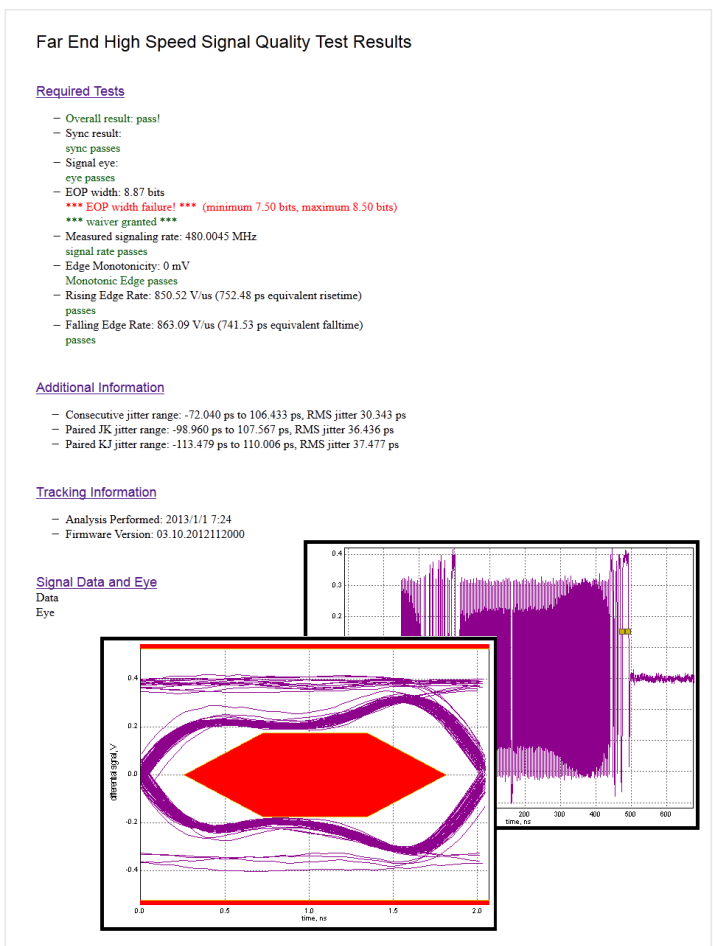 Far End High Speed Signal Quality Test Results
Required Tests
– Overall result: pass!
– Sync result:
sync passes
– Signal eye:
eye passes
– EOP width: 8.87 bits
*** EOP width failure! *** (minimum 7.50 bits, maximum 8.50 bits)
*** waiver granted ***
– Measured signaling rate: 480.0045 MHz
signal rate passes
– Edge Monotonicity: 0 mV
Monotonic Edge passes
– Rising Edge Rate: 850.52 V/us (752.48 ps equivalent risetime)
passes
– Falling Edge Rate: 863.09 V/us (741.53 ps equivalent falltime)
passes
Additional Information
– Consecutive jitter range: -72.040 ps to 106.433 ps, RMS jitter 30.343 ps
– Paired JK jitter range: -98.960 ps to 107.567 ps, RMS jitter 36.436 ps
– Paired KJ jitter range: -113.479 ps to 110.006 ps, RMS jitter 37.477 ps
Tracking Information
– Analysis Performed: 2013/1/1 7:24
– Firmware Version: 03.10.2012112000
Signal Data and Eye
Data
Eye
0.4
0.3
0.2
200 300 400 500 600
time, ns
0.4
0.2
0.0
-0.2
-0.4
differential signal, V
0.0 0.5 1.0 1.5 2.0
time, ns